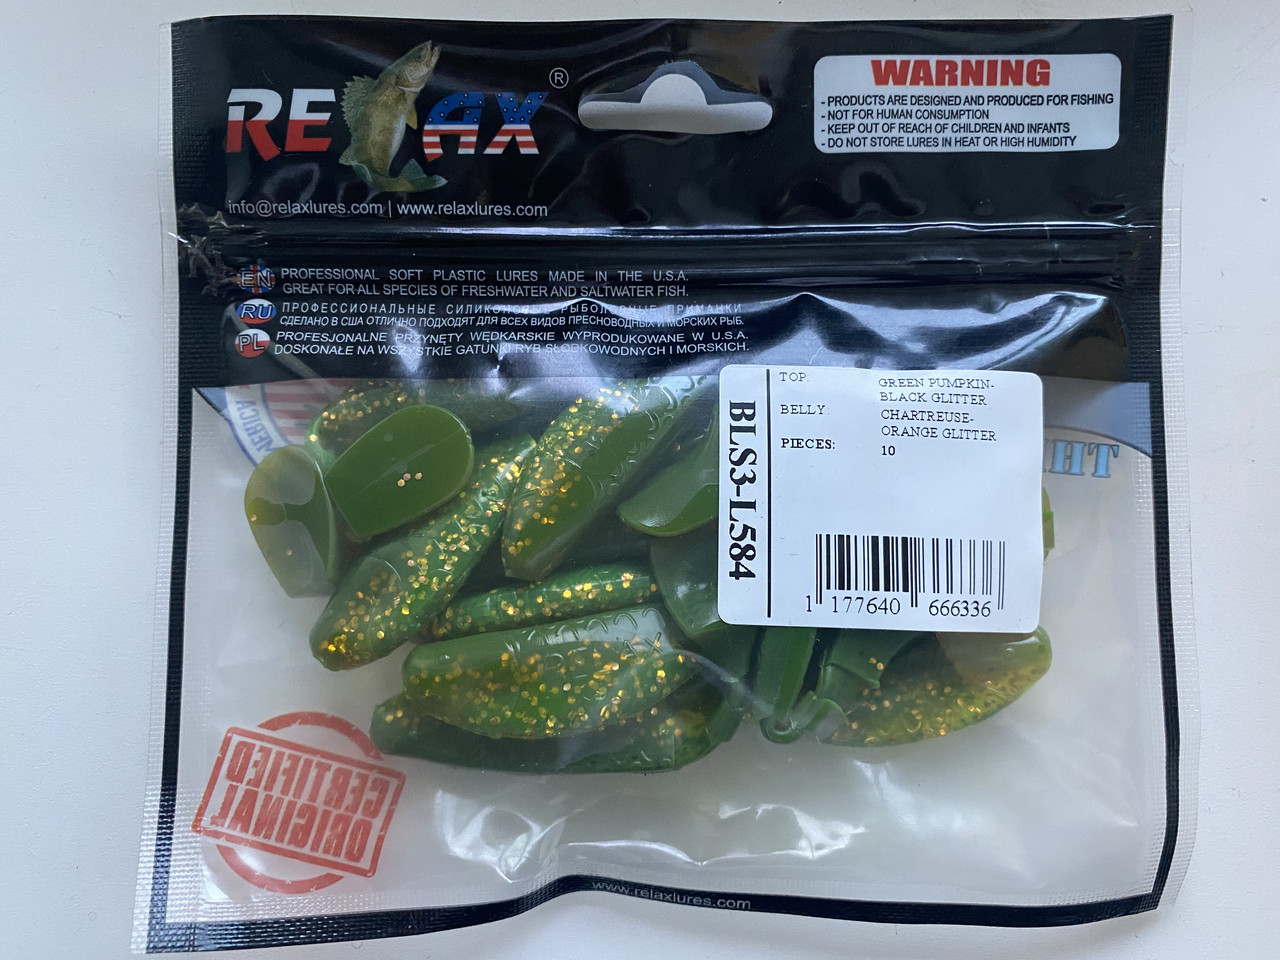 RELAX®
info@relaxlures.com | www.relaxlures.com
WARNING
- PRODUCTS ARE DESIGNED AND PRODUCED FOR FISHING
- NOT FOR HUMAN CONSUMPTION
- KEEP OUT OF REACH OF CHILDREN AND INFANTS
- DO NOT STORE LURES IN HEAT OR HIGH HUMIDITY
EN PROFESSIONAL SOFT PLASTIC LURES MADE IN THE U.S.A.
GREAT FOR ALL SPECIES OF FRESHWATER AND SALTWATER FISH.
RU ПРОФЕССИОНАЛЬНЫЕ СИЛИКОНОВЫЕ РЫБОЛОВНЫЕ ПРИМАНКИ
СДЕЛАНО В США ОТЛИЧНО ПОДХОДЯТ ДЛЯ ВСЕХ ВИДОВ ПРЕСНОВОДНЫХ И МОРСКИХ РЫБ.
PL PROFESJONALNE PRZYNĘTY WĘDKARSKIE WYPRODUKOWANE W U.S.A.
DOSKONAŁE NA WSZYSTKIE GATUNKI RYB SŁODKOWODNYCH I MORSKICH.
AMERICA
TOP: GREEN PUMPKIN-
BLACK GLITTER
BELLY: CHARTREUSE-
ORANGE GLITTER
PIECES: 10
BLS3-L584
1 177640 666336
CERTIFIED
ORIGINAL
www.relaxlures.com